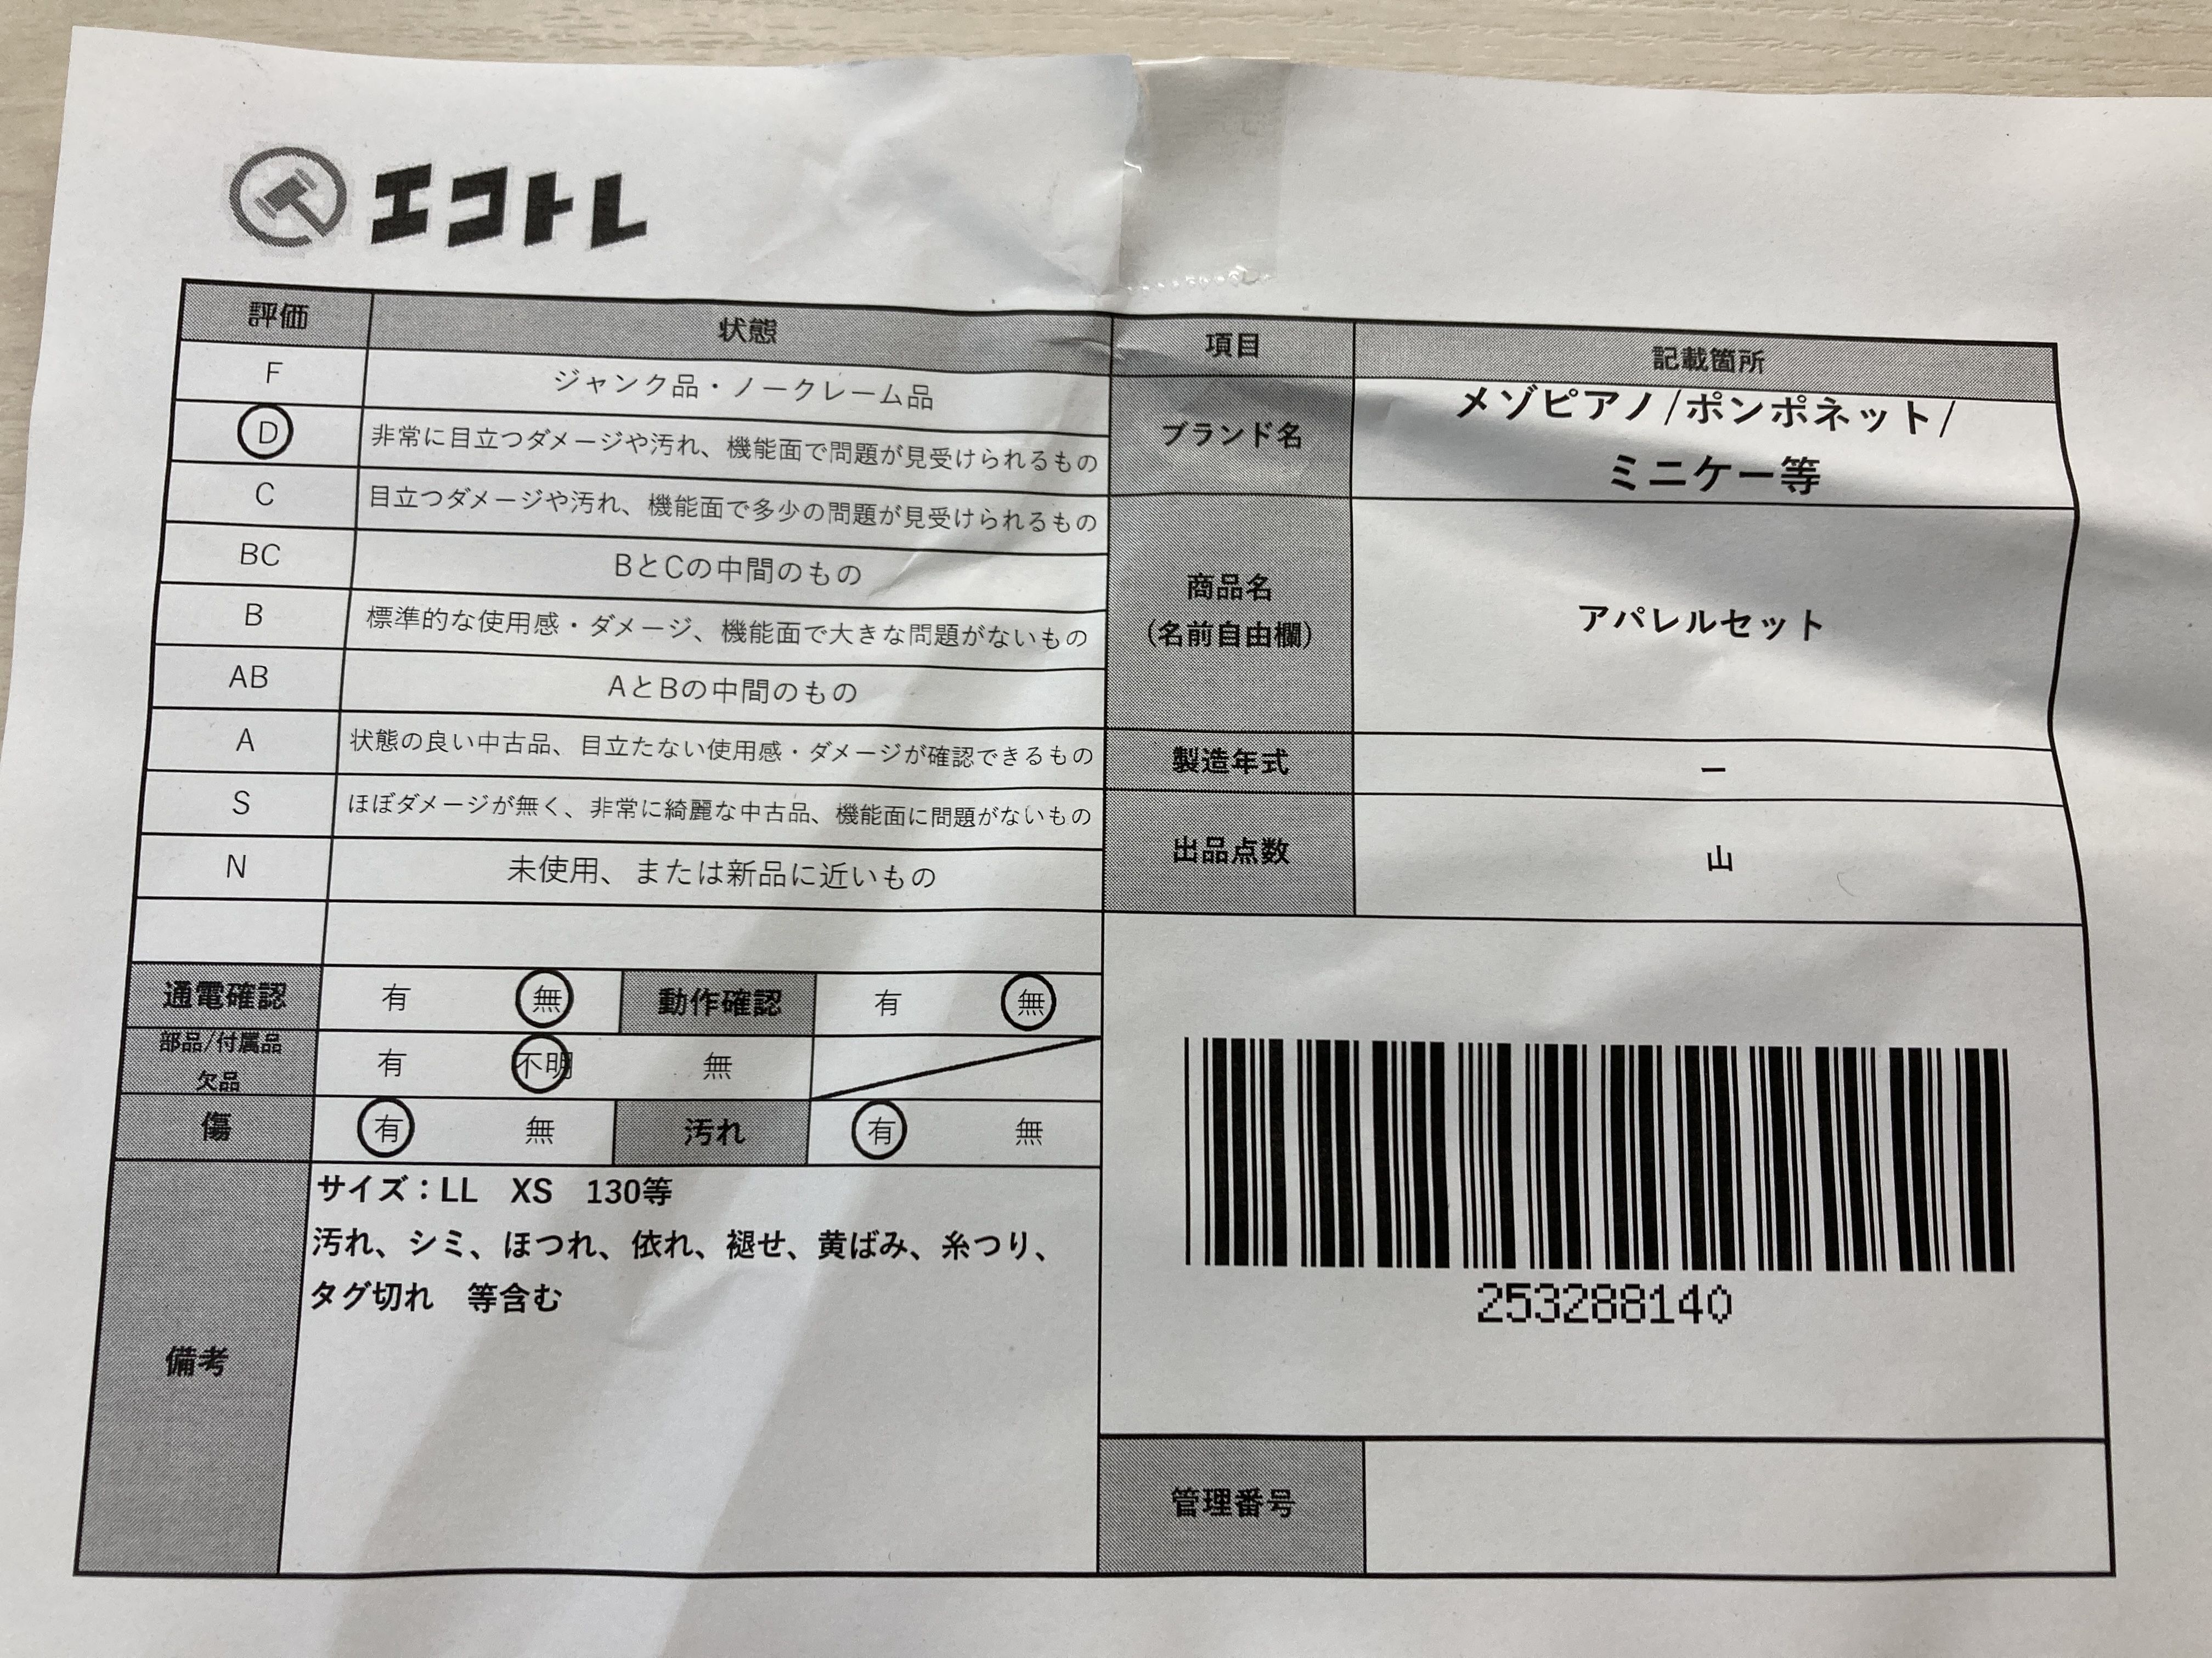 エコトレ
評価 状態
F ジャンク品・ノークレーム品
D 非常に目立つダメージや汚れ、機能面で問題が見受けられるもの
C 目立つダメージや汚れ、機能面で多少の問題が見受けられるもの
BC BとCの中間のもの
B 標準的な使用感・ダメージ、機能面で大きな問題がないもの
AB AとBの中間のもの
A 状態の良い中古品、目立たない使用感・ダメージが確認できるもの
S ほぼダメージが無く、非常に綺麗な中古品、機能面に問題がないもの
N 未使用、または新品に近いもの
通電確認 有 無 動作確認 有 無
部品/付属品
欠品
有 不明 無
傷 有 無 汚れ 有 無
備考
サイズ：LL XS 130等
汚れ、シミ、ほつれ、依れ、褪せ、黄ばみ、糸つり、
タグ切れ 等含む
項目 記載箇所
ブランド名
メゾピアノ/ポンポネット/
ミニケー等
商品名
（名前自由欄）
アパレルセット
製造年式 ー
出品点数 山
253288140
管理番号